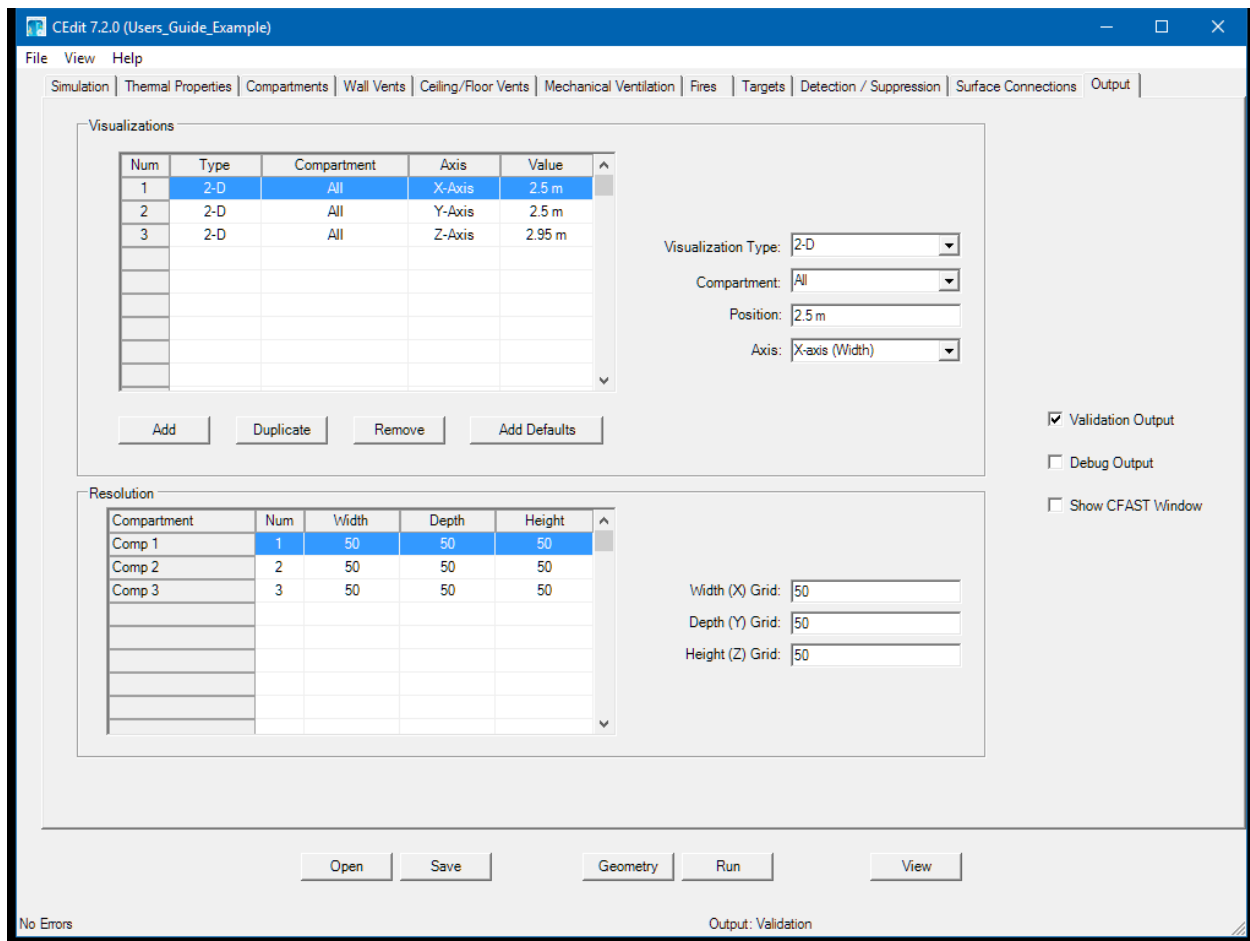 CEdit 7.2.0 (Users_Guide_Example)
File View Help
Simulation Thermal Properties Compartments Wall Vents Ceiling/Floor Vents Mechanical Ventilation Fires Targets Detection / Suppression Surface Connections Output
Visualizations
Num Type Compartment Axis Value
1 2-D All X-Axis 2.5 m
2 2-D All Y-Axis 2.5 m
3 2-D All Z-Axis 2.95 m
Visualization Type: 2-D
Compartment: All
Position: 2.5 m
Axis: X-axis (Width)
Add Duplicate Remove Add Defaults
Validation Output
Debug Output
Show CFAST Window
Resolution
Compartment Num Width Depth Height
Comp 1 1 50 50 50
Comp 2 2 50 50 50
Comp 3 3 50 50 50
Width (X) Grid: 50
Depth (Y) Grid: 50
Height (Z) Grid: 50
Open Save Geometry Run View
No Errors Output: Validation